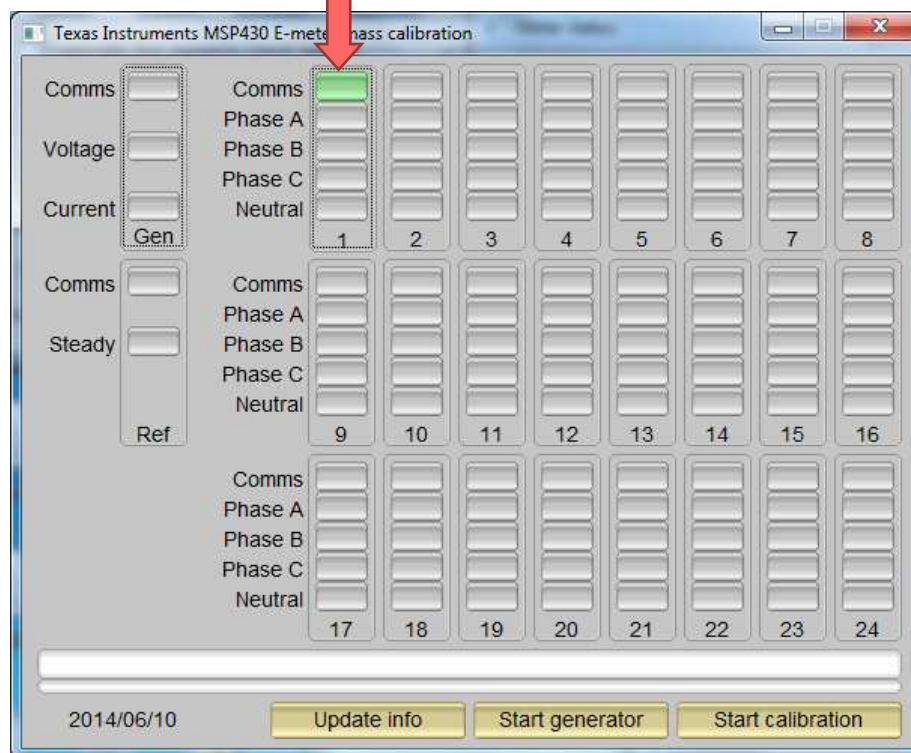 Texas Instruments MSP430 E-meter mass calibration
Comms
Voltage
Current
Gen
Comms
Steady
Ref
Comms
Phase A
Phase B
Phase C
Neutral
1 2 3 4 5 6 7 8
Comms
Phase A
Phase B
Phase C
Neutral
9 10 11 12 13 14 15 16
Comms
Phase A
Phase B
Phase C
Neutral
17 18 19 20 21 22 23 24
2014/06/10 Update info Start generator Start calibration